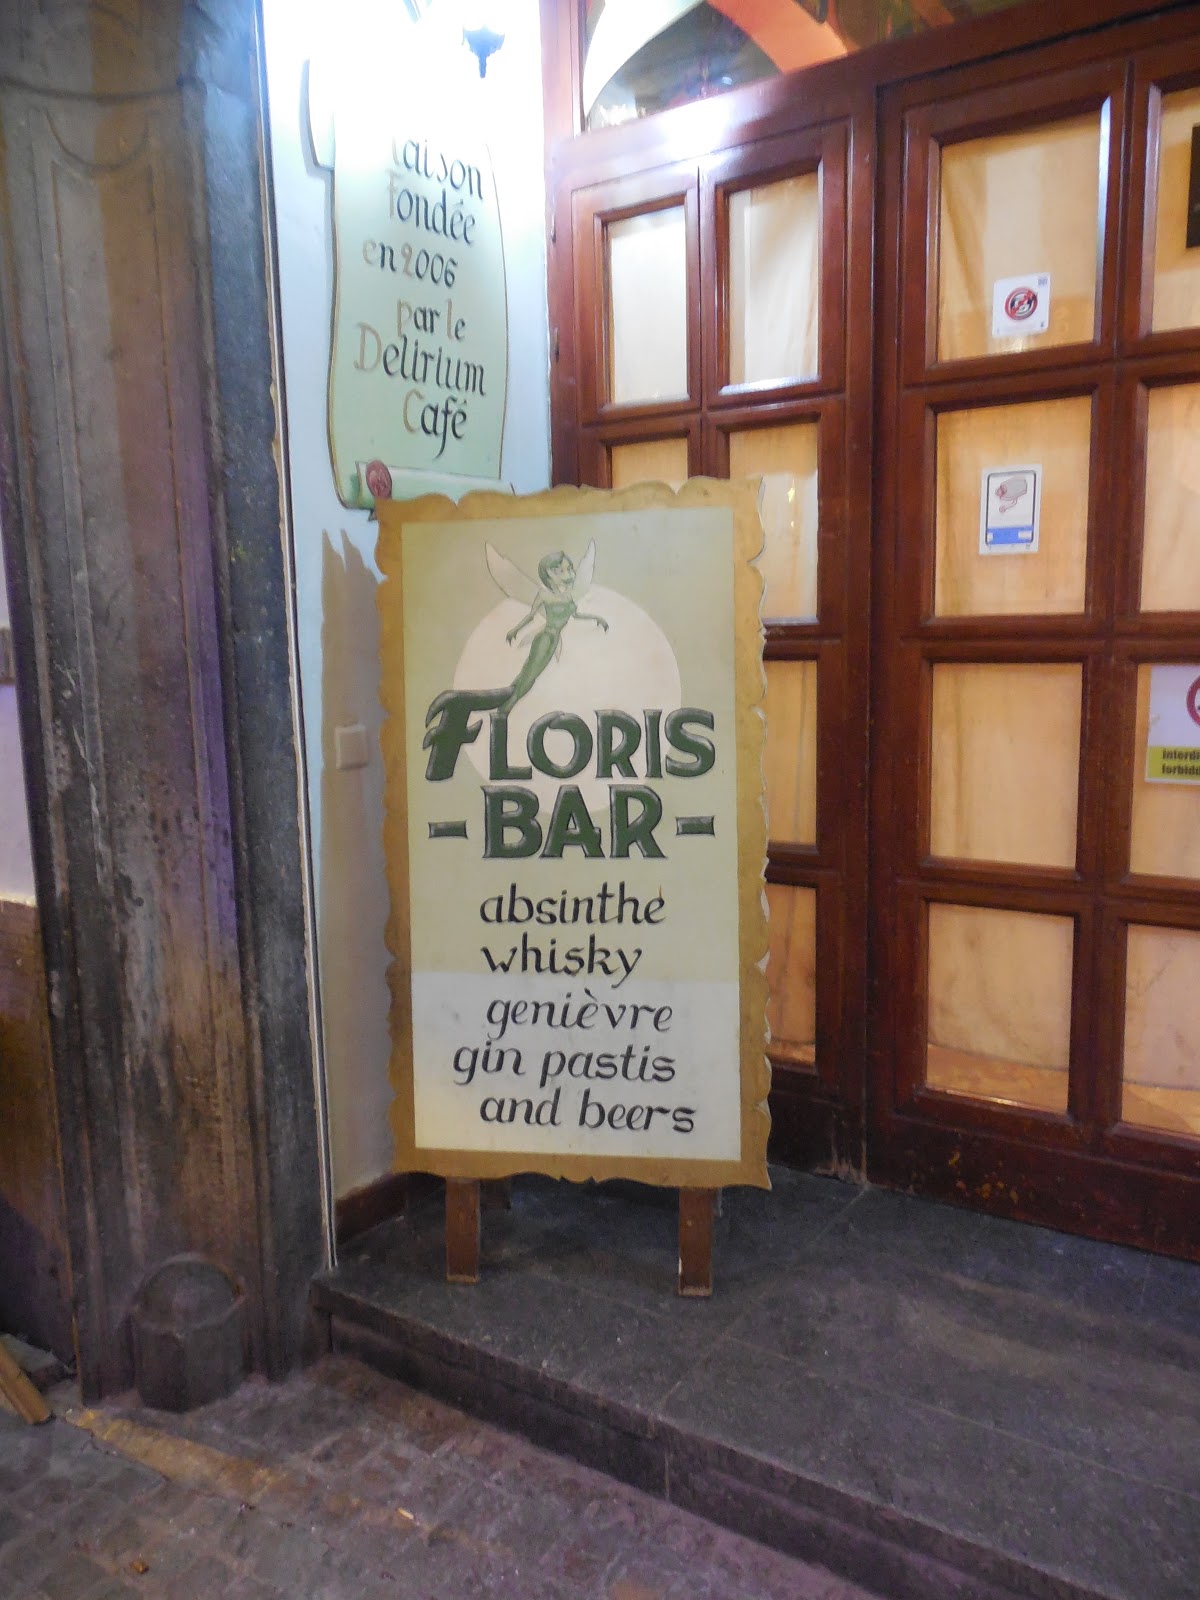 Fondée
en 2006
par le
Delirium
Café
FLORIS
- BAR -
absinthe
whisky
genièvre
gin pastis
and beers